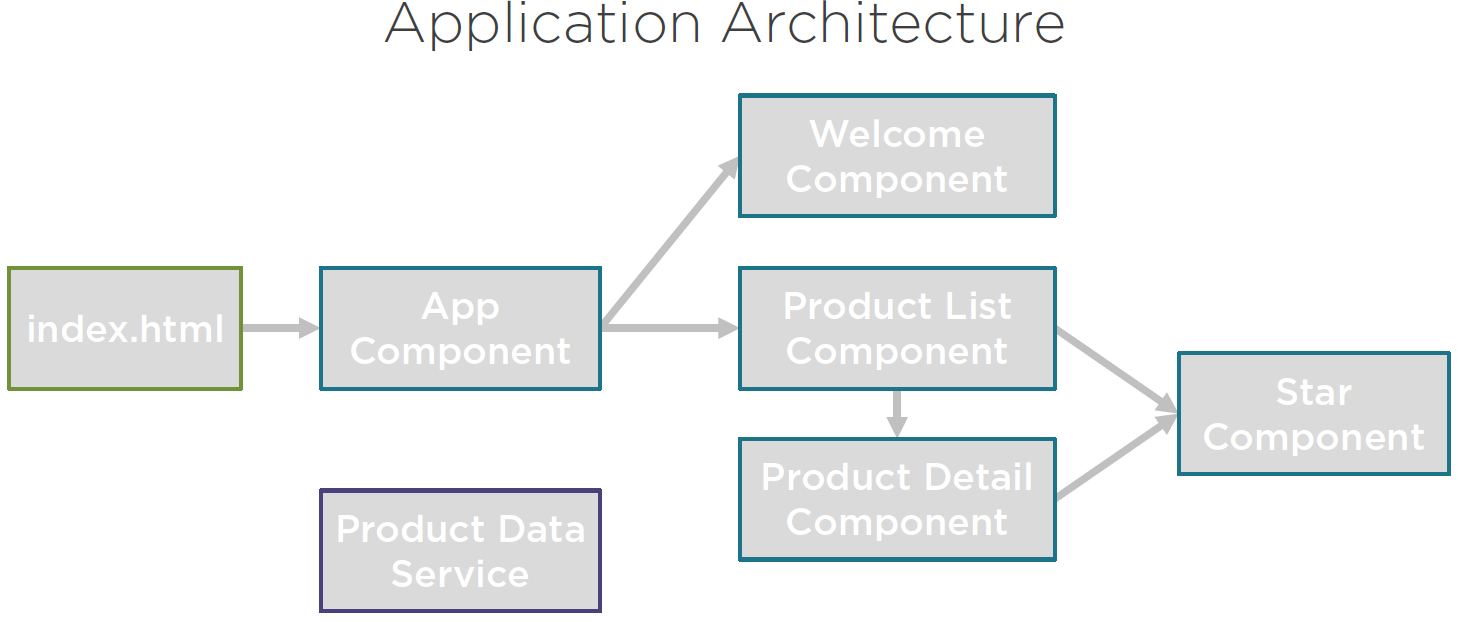 Application Architecture
Welcome
Component
index.html
App
Component
Product List
Component
Star
Component
Product Detail
Component
Product Data
Service